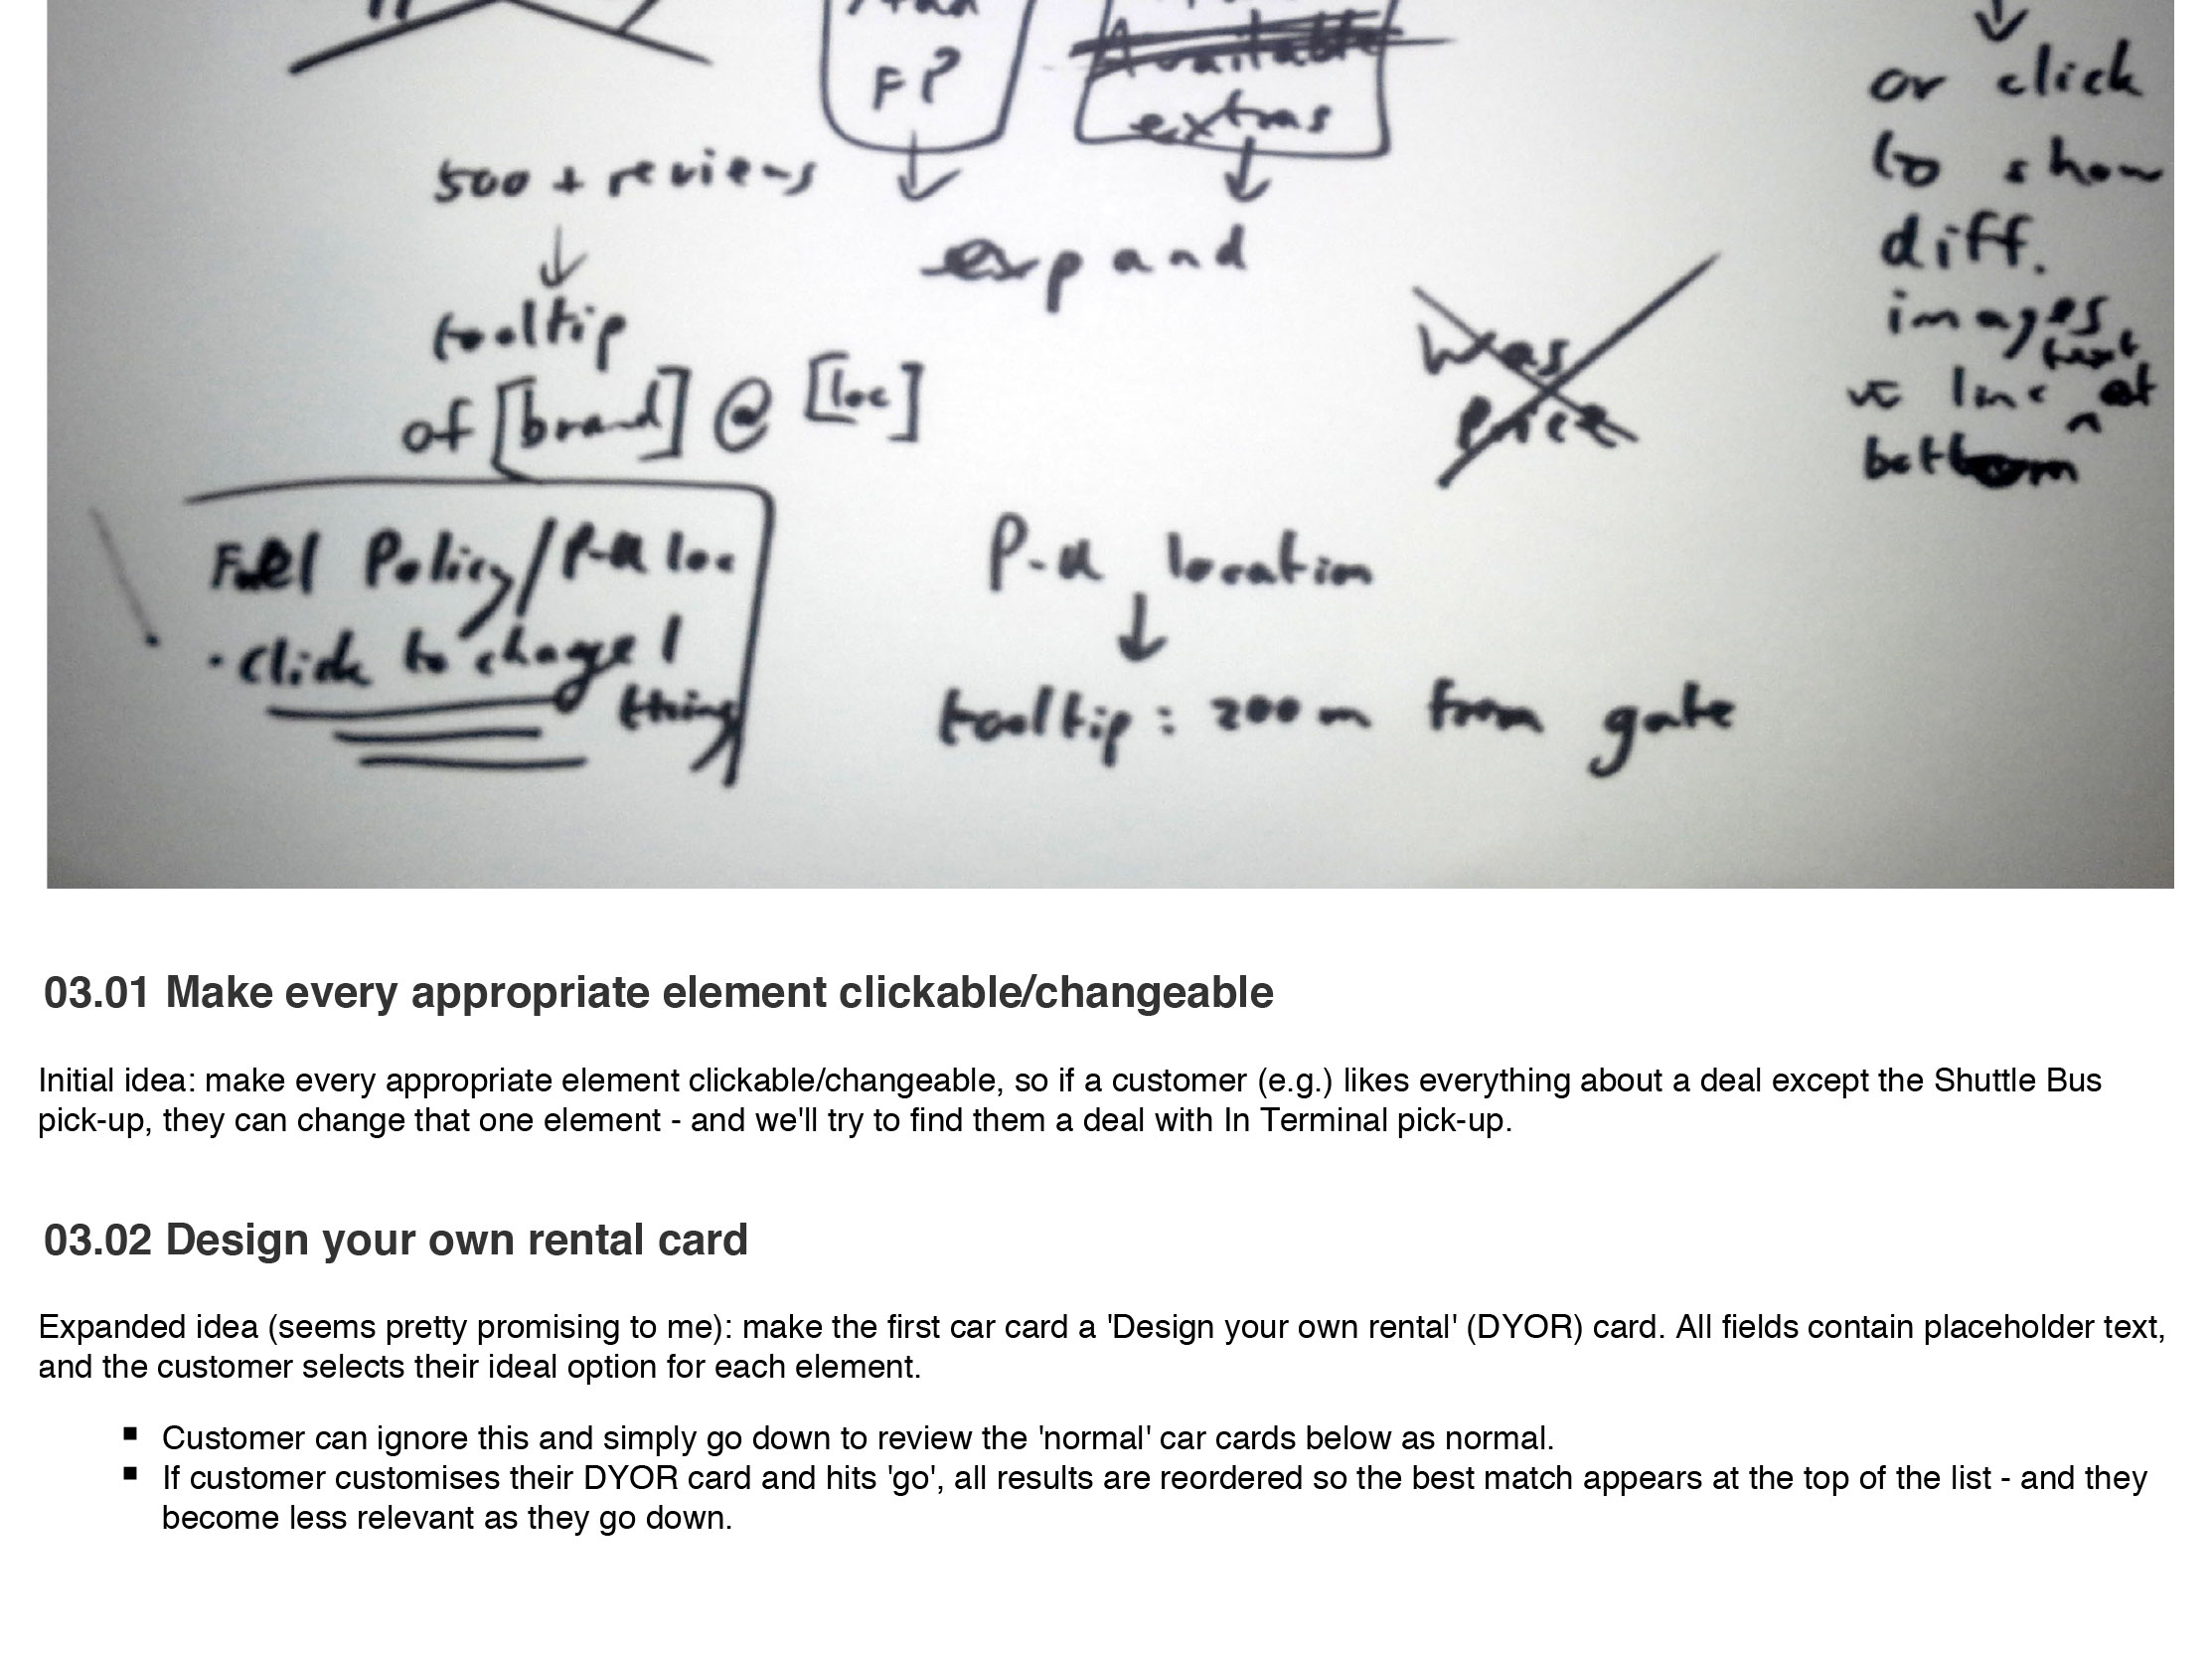 F?
Available
extras
or click
to show
diff.
images
text
line at
bottom
500 + reviews
expand
tooltip
of [brand] @ [loc]
was
price
Fuel Policy/P-u loc
. Click to change 1
thing
P-u location
tooltip: 200m from gate
03.01 Make every appropriate element clickable/changeable
Initial idea: make every appropriate element clickable/changeable, so if a customer (e.g.) likes everything about a deal except the Shuttle Bus
pick-up, they can change that one element - and we'll try to find them a deal with In Terminal pick-up.
03.02 Design your own rental card
Expanded idea (seems pretty promising to me): make the first car card a 'Design your own rental' (DYOR) card. All fields contain placeholder text,
and the customer selects their ideal option for each element.
▪ Customer can ignore this and simply go down to review the 'normal' car cards below as normal.
▪ If customer customises their DYOR card and hits 'go', all results are reordered so the best match appears at the top of the list - and they
become less relevant as they go down.